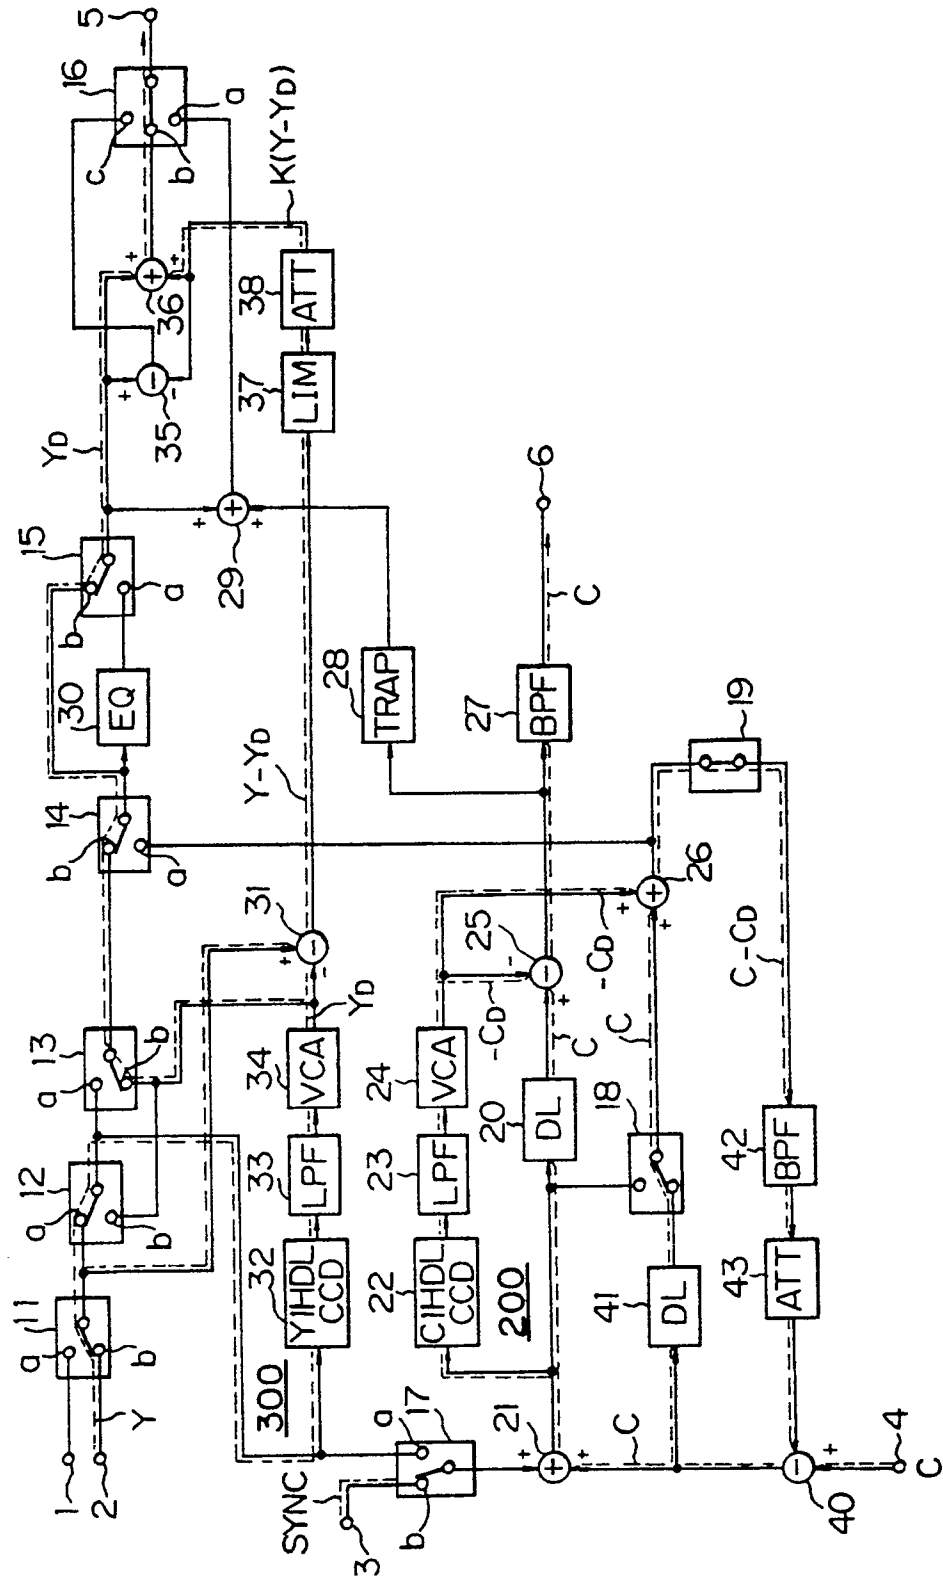 5
16
c
b
a
K(Y-YD)
36
35
38
ATT
37
LIM
YD
15
b
a
29
6
30
EQ
28
TRAP
27
BPF
C
19
14
b
a
Y-YD
31
25
26
-CD
-CD
C
C
C-CD
13
a
b
YD
34
VCA
24
VCA
20
DL
18
12
a
b
33
LPF
23
LPF
42
BPF
11
a
b
32
Y1HDL
CCD
22
C1HDL
CCD
200
41
DL
43
ATT
300
Y
1
2
SYNC
3
a
17
b
21
C
4
C
40